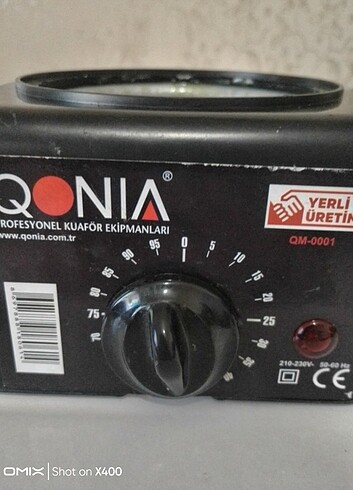 QONIA®
PROFESYONEL KUAFÖR EKİPMANLARI
www.qonia.com.tr
YERLİ
ÜRETİM
QM-0001
0
5
10
15
20
25
70
75
80
85
90
95
210-230V- 50-60 Hz
CE
OMIX | Shot on X400